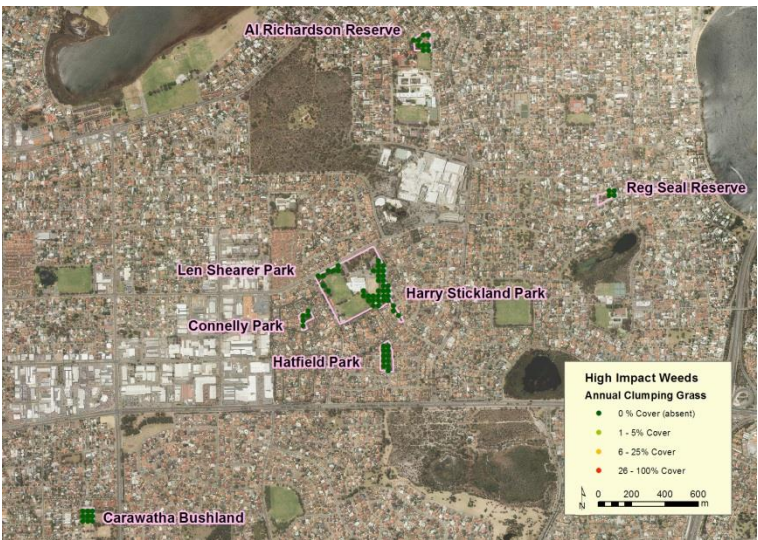 Al Richardson Reserve
Reg Seal Reserve
Len Shearer Park
Harry Stickland Park
Connelly Park
Hatfield Park
Carawatha Bushland
High Impact Weeds
Annual Clumping Grass
0 % Cover (absent)
1 - 5% Cover
6 - 25% Cover
26 - 100% Cover
N
0 200 400 600
m